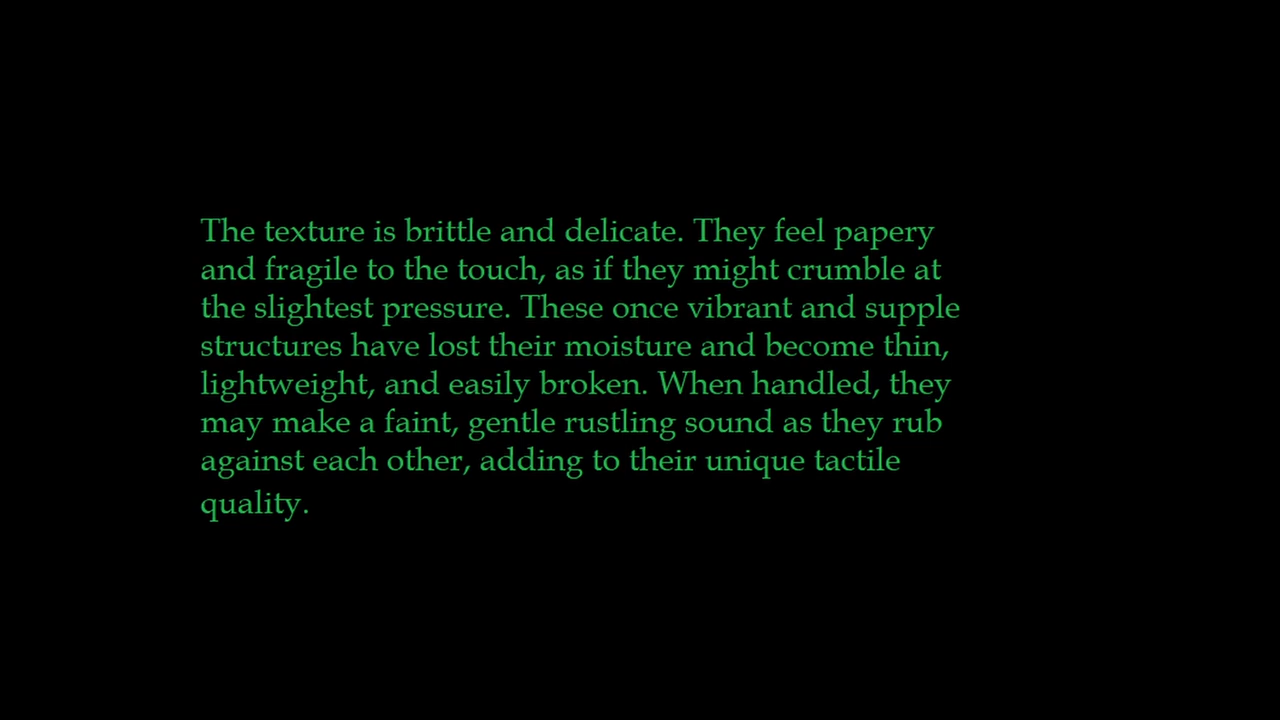 The texture is brittle and delicate. They feel papery
and fragile to the touch, as if they might crumble at
the slightest pressure. These once vibrant and supple
structures have lost their moisture and become thin,
lightweight, and easily broken. When handled, they
may make a faint, gentle rustling sound as they rub
against each other, adding to their unique tactile
quality.